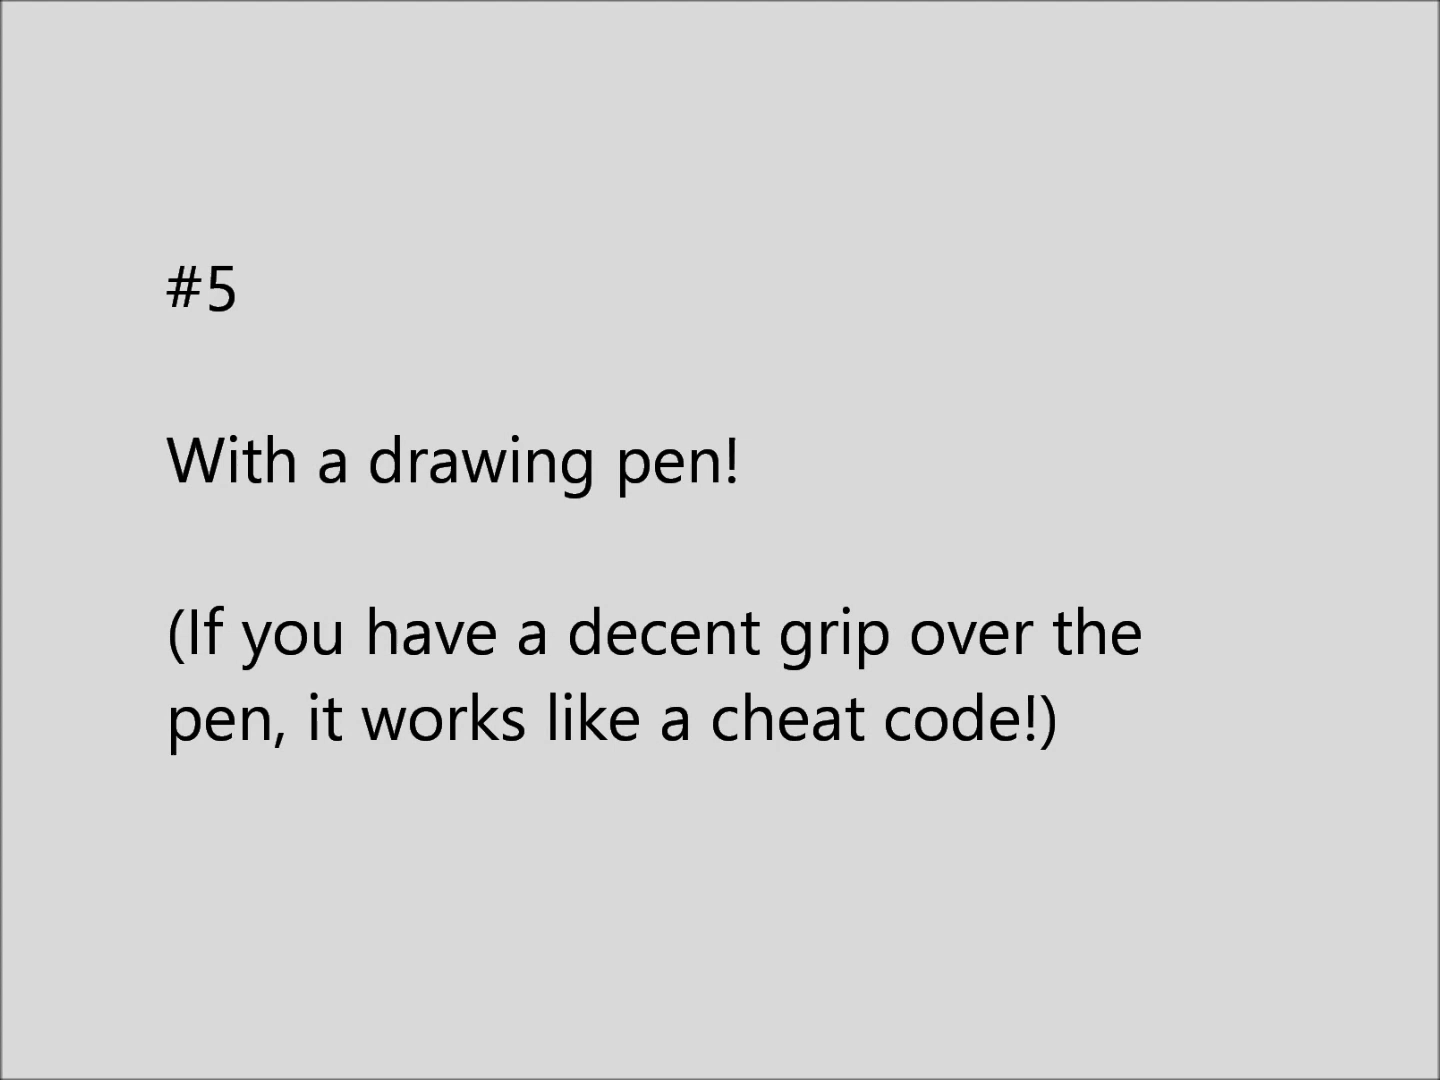 #5
With a drawing pen!
(If you have a decent grip over the
pen, it works like a cheat code!)